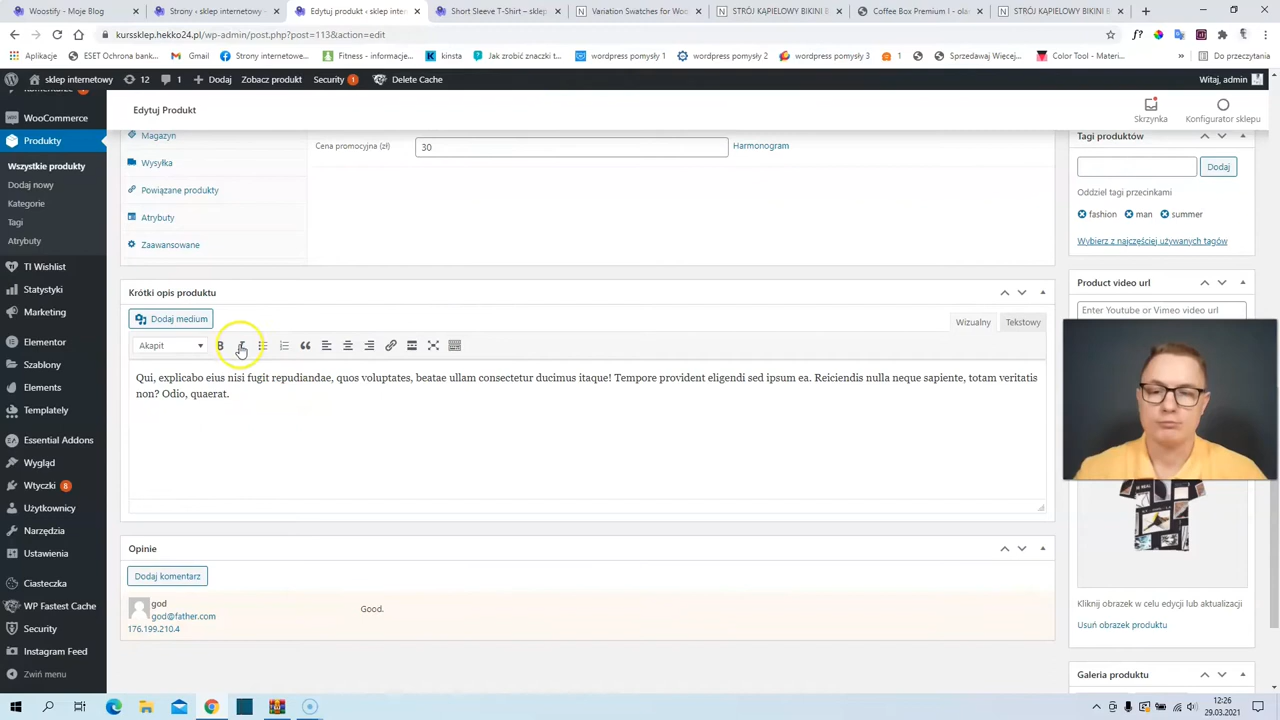 Woostify – Moje Blog
Sklep internetowy
Edytuj produkt "Short slee
Short Sleeve T-Shirt – sklep
Variation Swatches for Woo
STRÓJ KĄPIELOWY BIKINI B
Coffee Box Premium I – olan
STRÓJ KĄPIELOWY BIKINI E
kurssklep.hekko24.pl/wp-admin/post.php?post=113&action=edit
Aplikacje
ESET Ochrona bank...
Gmail
Strony internetowe...
Fitness - informacje...
kinsta
Jak zrobić znaczki t...
wordpress pomysły 1
wordpress pomysły 2
wordpress pomysły 3
Sprzedawaj Więcej,...
Color Tool - Materi...
»
Do przeczytania
sklep internetowy
12
1
Dodaj
Zobacz produkt
Security 1
Delete Cache
Witaj, admin
Komentarze
WooCommerce
Produkty
Wszystkie produkty
Dodaj nowy
Kategorie
Tagi
Atrybuty
TI Wishlist
Statystyki
Marketing
Elementor
Szablony
Elements
Templately
Essential Addons
Wygląd
Wtyczki 8
Użytkownicy
Narzędzia
Ustawienia
Ciasteczka
WP Fastest Cache
Security
Instagram Feed
Zwiń menu
Edytuj Produkt
Skrzynka
Konfigurator sklepu
Magazyn
Wysyłka
Powiązane produkty
Atrybuty
Zaawansowane
Cena promocyjna (zł)
30
Harmonogram
Krótki opis produktu
Dodaj medium
Wizualny
Tekstowy
Akapit
B
Qui, explicabo eius nisi fugit repudiandae, quos voluptates, beatae ullam consectetur ducimus itaque! Tempore provident eligendi sed ipsum ea. Reiciendis nulla neque sapiente, totam veritatis
non? Odio, quaerat.
Opinie
Dodaj komentarz
god
god@father.com
176.199.210.4
Good.
Tagi produktów
Dodaj
Oddziel tagi przecinkami
fashion
man
summer
Wybierz z najczęściej używanych tagów
Product video url
Enter Youtube or Vimeo video url
Kliknij obrazek w celu edycji lub aktualizacji
Usuń obrazek produktu
Galeria produktu
12:26
29.03.2021